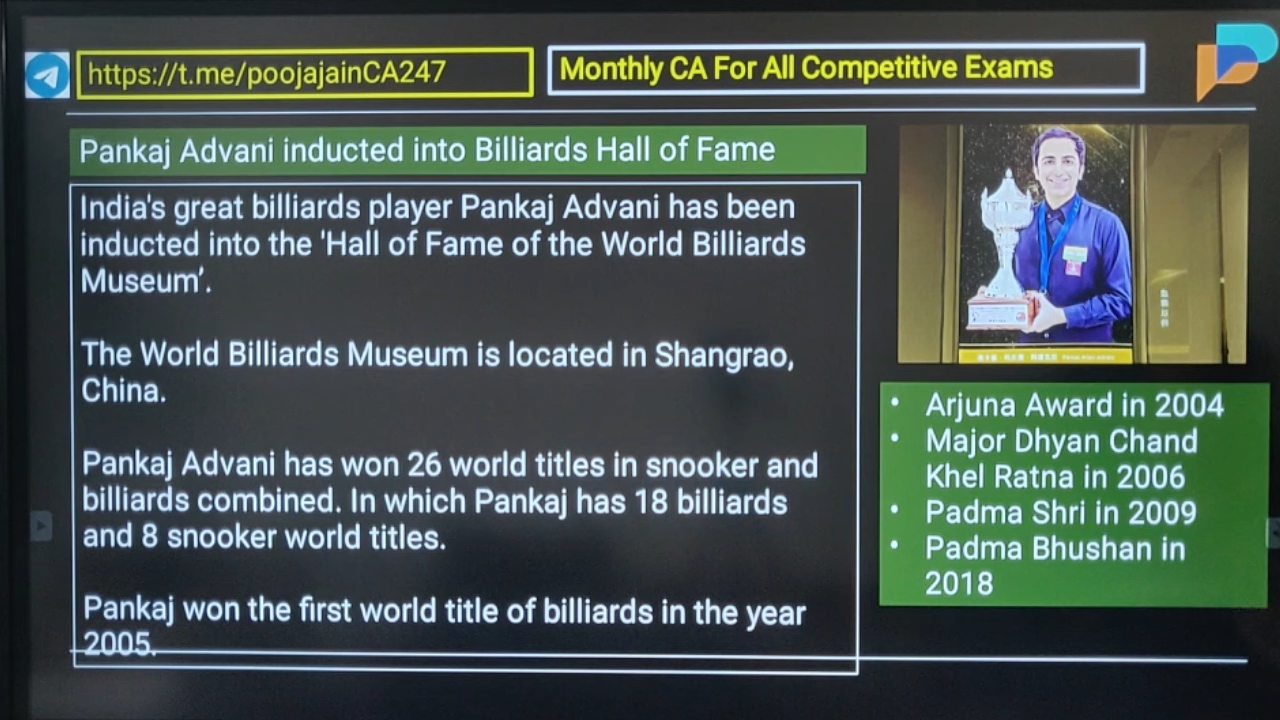 https://t.me/poojajainCA247
Monthly CA For All Competitive Exams
Pankaj Advani inducted into Billiards Hall of Fame
India's great billiards player Pankaj Advani has been
inducted into the 'Hall of Fame of the World Billiards
Museum'.
The World Billiards Museum is located in Shangrao,
China.
Pankaj Advani has won 26 world titles in snooker and
billiards combined. In which Pankaj has 18 billiards
and 8 snooker world titles.
Pankaj won the first world title of billiards in the year
2005.
• Arjuna Award in 2004
• Major Dhyan Chand
Khel Ratna in 2006
• Padma Shri in 2009
• Padma Bhushan in
2018